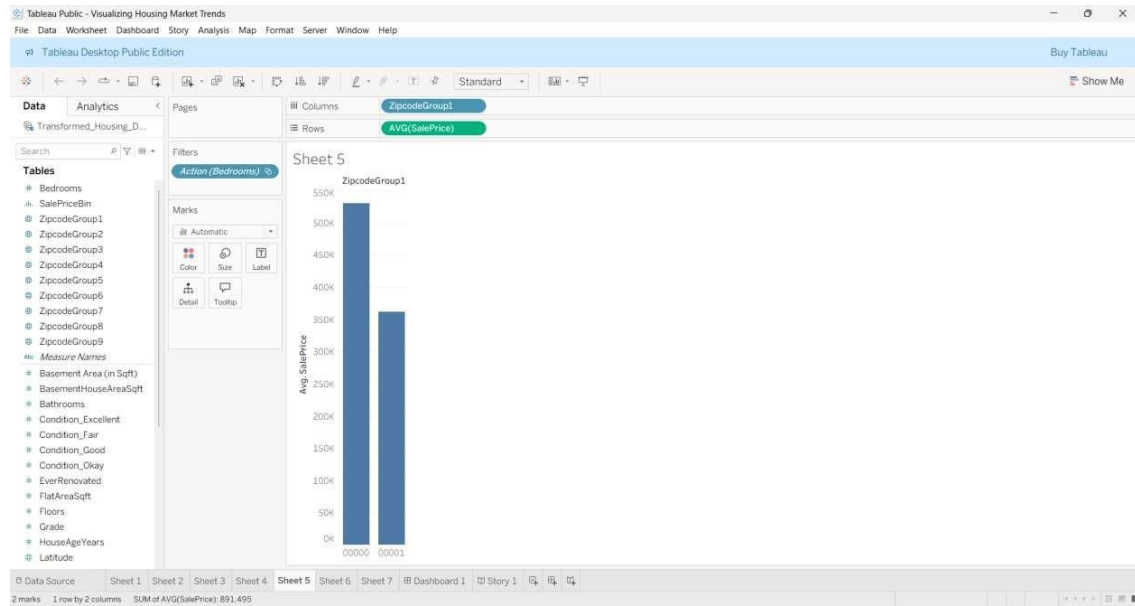 Tableau Public - Visualizing Housing Market Trends
File Data Worksheet Dashboard Story Analysis Map Format Server Window Help
Tableau Desktop Public Edition Buy Tableau
Standard Show Me
Data Analytics
Transformed_Housing_D...
Search
Tables
Bedrooms
SalePriceBin
ZipcodeGroup1
ZipcodeGroup2
ZipcodeGroup3
ZipcodeGroup4
ZipcodeGroup5
ZipcodeGroup6
ZipcodeGroup7
ZipcodeGroup8
ZipcodeGroup9
Abc Measure Names
Basement Area (in Sqft)
BasementHouseAreaSqft
Bathrooms
Condition_Excellent
Condition_Fair
Condition_Good
Condition_Okay
EverRenovated
FlatAreaSqft
Floors
Grade
HouseAgeYears
Latitude
Pages
Filters
Action (Bedrooms)
Marks
Automatic
Color Size Label
Detail Tooltip
Columns ZipcodeGroup1
Rows AVG(SalePrice)
Sheet 5
ZipcodeGroup1
550K
500K
450K
400K
350K
300K
250K
200K
150K
100K
50K
0K
Avg. SalePrice
00000 00001
Data Source Sheet 1 Sheet 2 Sheet 3 Sheet 4 Sheet 5 Sheet 6 Sheet 7 Dashboard 1 Story 1
2 marks 1 row by 2 columns SUM of AVG(SalePrice): 891,495